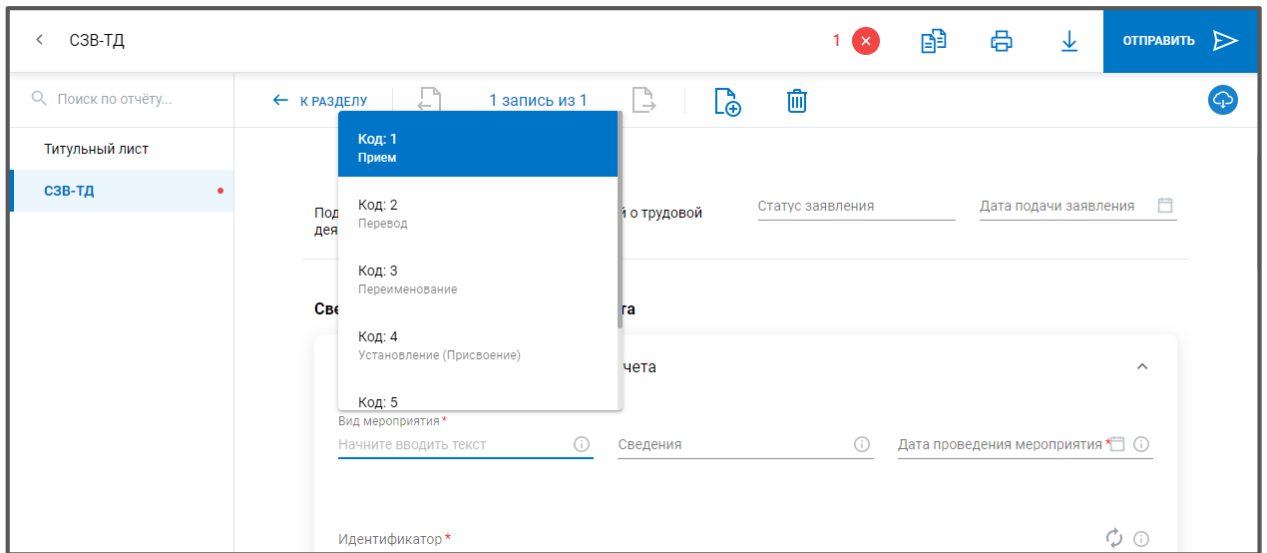 СЗВ-ТД
1
ОТПРАВИТЬ
Поиск по отчёту...
К РАЗДЕЛУ
1 запись из 1
Титульный лист
СЗВ-ТД
Код: 1
Прием
Код: 2
Перевод
Код: 3
Переименование
Код: 4
Установление (Присвоение)
Код: 5
о трудовой
Статус заявления
Дата подачи заявления
Вид мероприятия *
Начните вводить текст
Сведения
Дата проведения мероприятия *
Идентификатор *